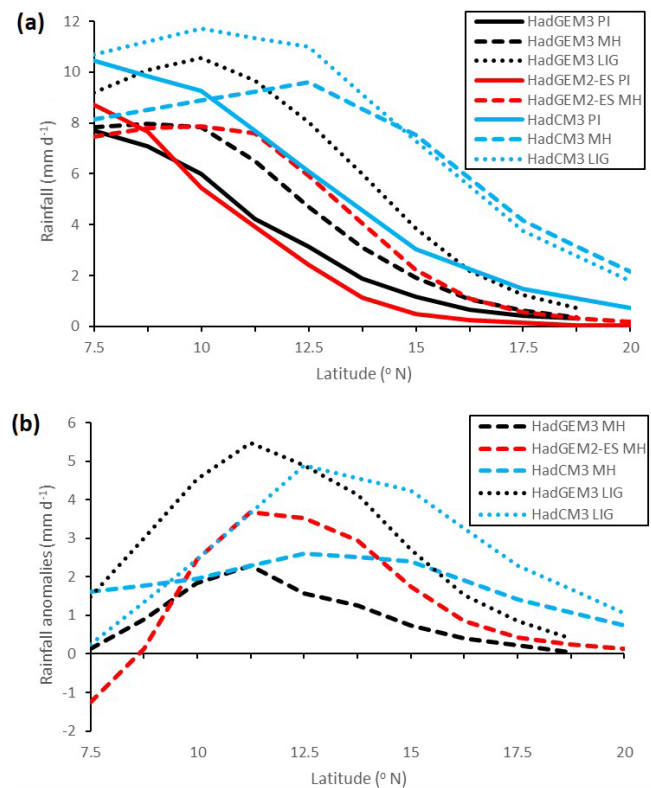 (a)
14
12
10
8
6
4
2
0
Rainfall (mm d⁻¹)
HadGEM3 PI
HadGEM3 MH
HadGEM3 LIG
HadGEM2-ES PI
HadGEM2-ES MH
HadCM3 PI
HadCM3 MH
HadCM3 LIG
7.5 10 12.5 15 17.5 20
Latitude (° N)
(b)
6
5
4
3
2
1
0
-1
-2
Rainfall anomalies (mm d⁻¹)
HadGEM3 MH
HadGEM2-ES MH
HadCM3 MH
HadGEM3 LIG
HadCM3 LIG
7.5 10 12.5 15 17.5 20
Latitude (° N)